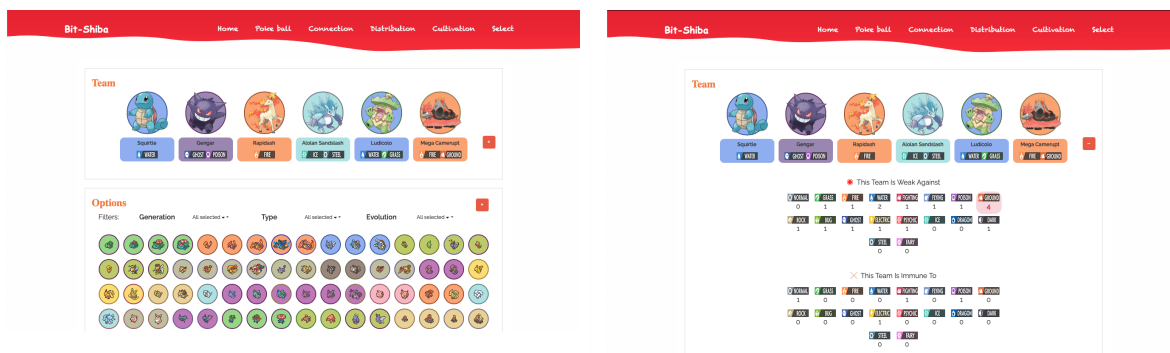 Bit-Shiba Home Poke ball Connection Distribution Cultivation Select
Team
Squirtle Gengar Rapidash Alolan Sandslash Ludicolo Mega Camerupt
WATER GHOST POISON FIRE ICE STEEL WATER GRASS FIRE GROUND
+
Options
+
Filters: Generation All selected Type All selected Evolution All selected
Bit-Shiba Home Poke ball Connection Distribution Cultivation Select
Team
Squirtle Gengar Rapidash Alolan Sandslash Ludicolo Mega Camerupt
WATER GHOST POISON FIRE ICE STEEL WATER GRASS FIRE GROUND
-
This Team Is Weak Against
NORMAL GRASS FIRE WATER FIGHTING FLYING POISON GROUND
0 1 1 2 1 1 1 4
ROCK BUG GHOST ELECTRIC PSYCHIC ICE DRAGON DARK
1 1 1 1 1 0 0 1
STEEL FAIRY
0 0
This Team Is Immune To
NORMAL GRASS FIRE WATER FIGHTING FLYING POISON GROUND
1 0 0 0 1 0 1 0
ROCK BUG GHOST ELECTRIC PSYCHIC ICE DRAGON DARK
0 0 0 1 0 0 0 0
STEEL FAIRY
0 0